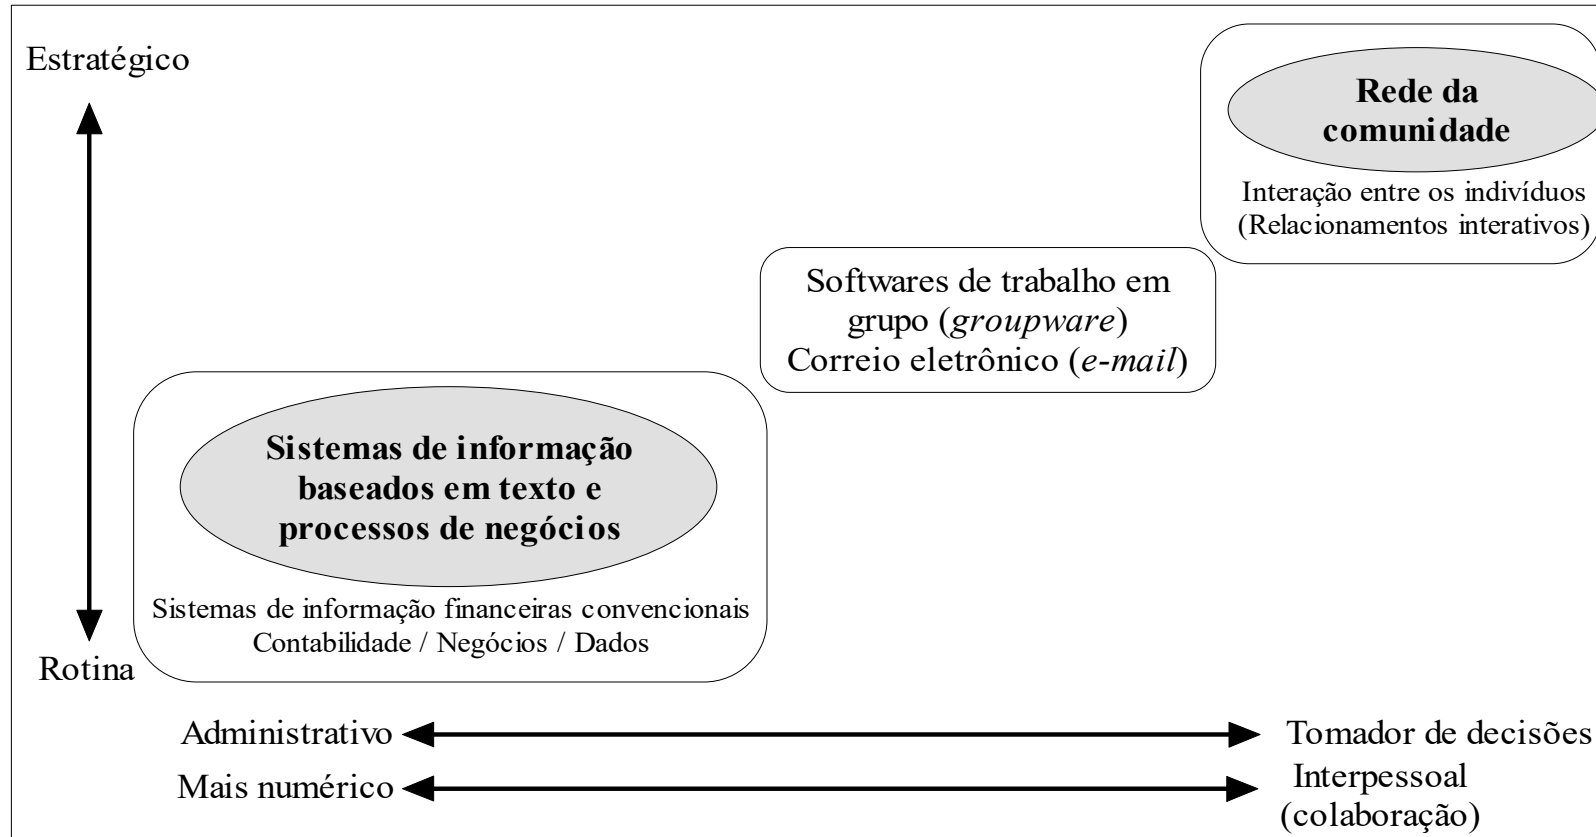 Estratégico
Rede da
comunidade
Interação entre os indivíduos
(Relacionamentos interativos)
Softwares de trabalho em
grupo (groupware)
Correio eletrônico (e-mail)
Sistemas de informação
baseados em texto e
processos de negócios
Sistemas de informação financeiras convencionais
Contabilidade / Negócios / Dados
Rotina
Administrativo
Tomador de decisões
Mais numérico
Interpessoal
(colaboração)